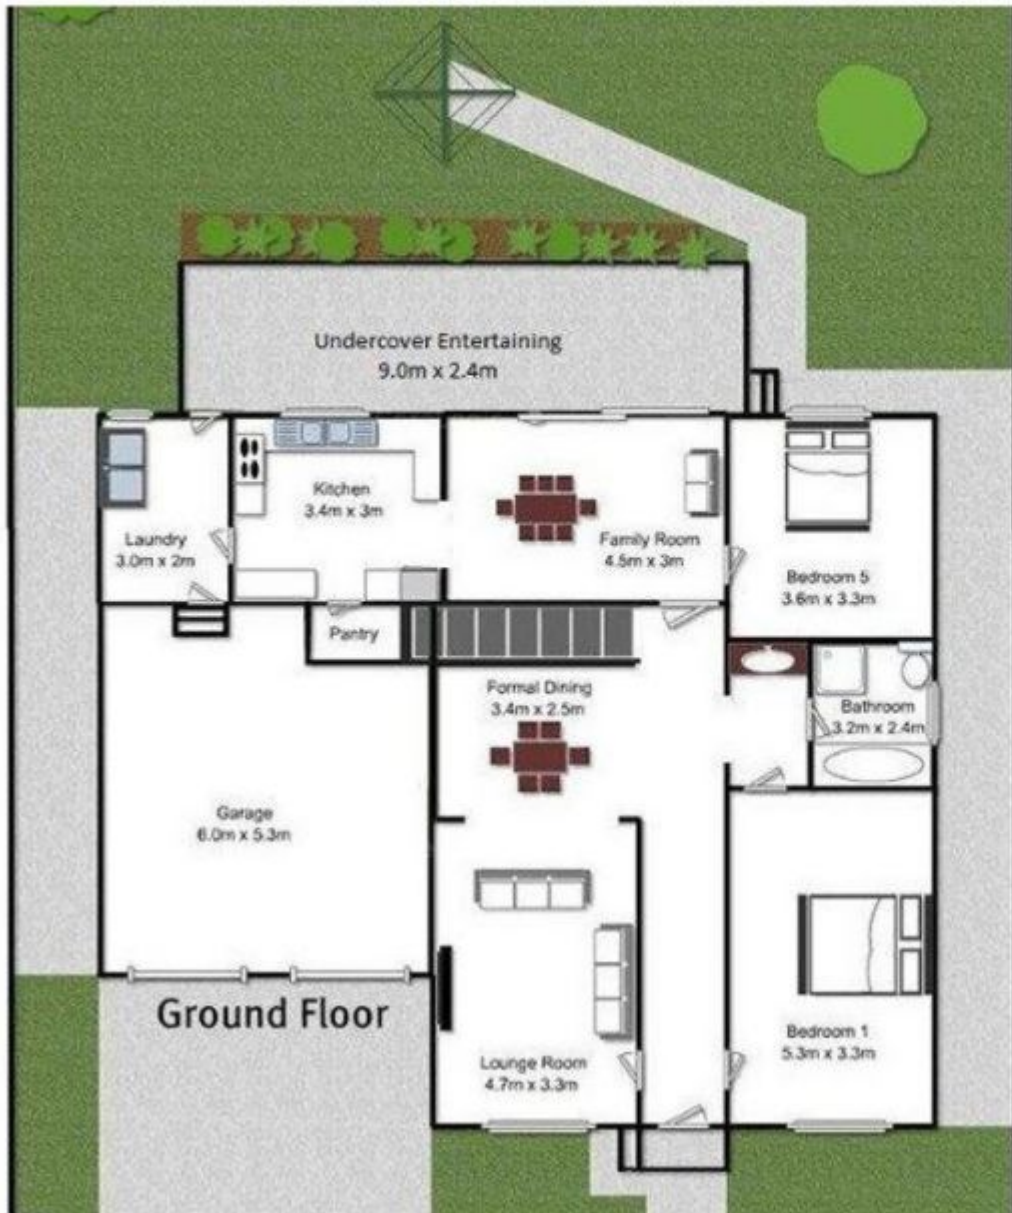 Undercover Entertaining
9.0m x 2.4m
Kitchen
3.4m x 3m
Laundry
3.0m x 2m
Family Room
4.5m x 3m
Bedroom 5
3.6m x 3.3m
Pantry
Formal Dining
3.4m x 2.5m
Bathroom
3.2m x 2.4m
Garage
6.0m x 5.3m
Ground Floor
Bedroom 1
5.3m x 3.3m
Lounge Room
4.7m x 3.3m